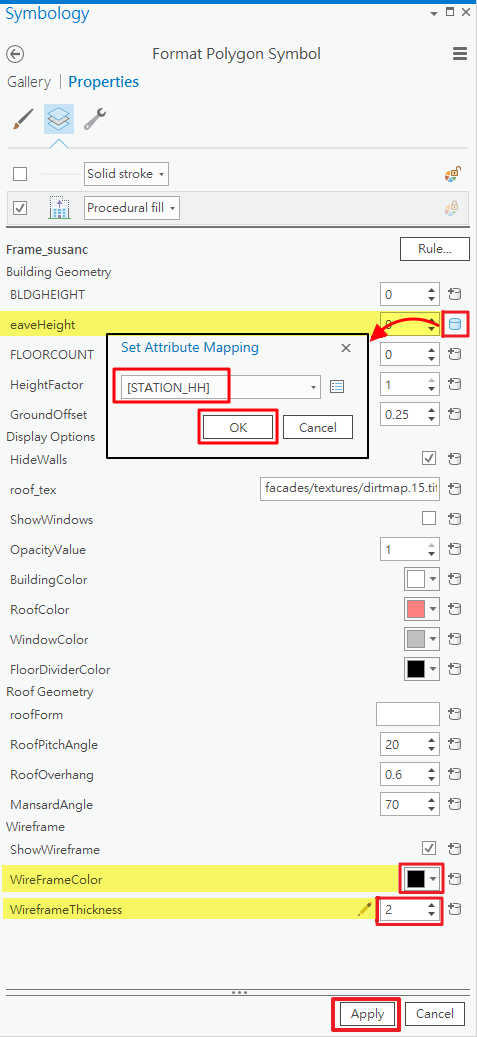 Symbology
Format Polygon Symbol
Gallery | Properties
Solid stroke
Procedural fill
Frame_susanc
Rule...
Building Geometry
BLDGHEIGHT 0
eaveHeight 0
Set Attribute Mapping
[STATION_HH]
OK Cancel
FLOORCOUNT 0
HeightFactor 1
GroundOffset 0.25
Display Options
HideWalls
roof_tex facades/textures/dirtmap.15.tif
ShowWindows
OpacityValue 1
BuildingColor
RoofColor
WindowColor
FloorDividerColor
Roof Geometry
roofForm
RoofPitchAngle 20
RoofOverhang 0.6
MansardAngle 70
Wireframe
ShowWireframe
WireFrameColor
WireframeThickness 2
Apply Cancel